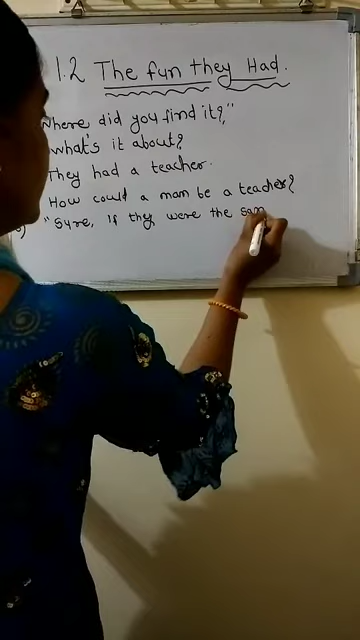 1.2 The fun they Had.
Where did you find it?"
what's it about?
They had a teacher.
How could a man be a teacher?
"Sure, If they were the sam